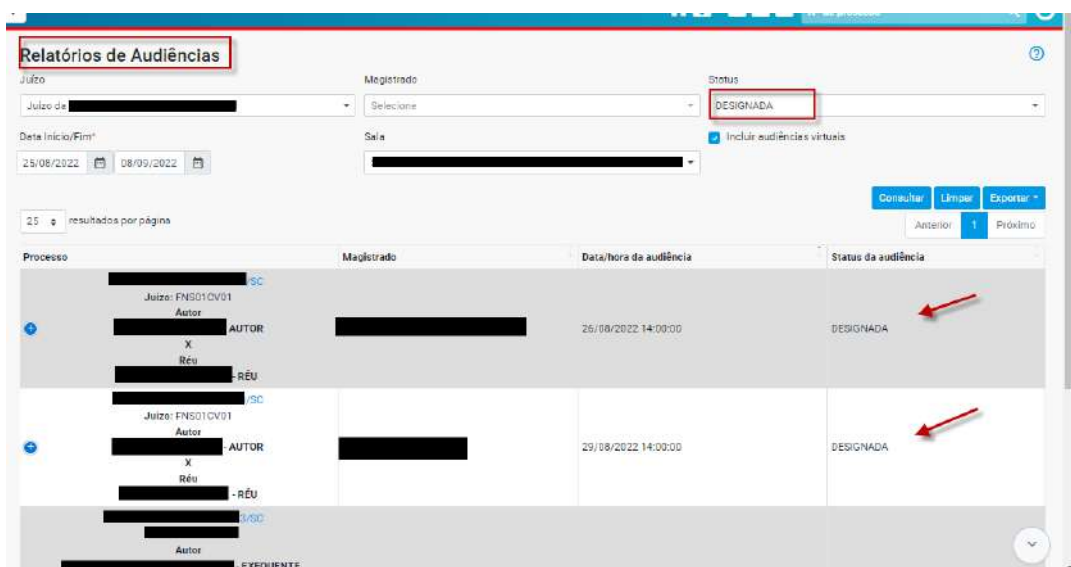 Relatórios de Audiências
Juízo Magistrado Status
Juízo da Selecione DESIGNADA
Data Início/Fim* Sala Incluir audiências virtuais
25/08/2022 08/09/2022
Consultar Limpar Exportar
25 resultados por página Anterior 1 Próximo
Processo Magistrado Data/hora da audiência Status da audiência
/SC
Juízo: FNS01CV01
Autor
AUTOR 26/08/2022 14:00:00 DESIGNADA
X
Réu
- RÉU
/SC
Juízo: FNS01CV01
Autor
- AUTOR 29/08/2022 14:00:00 DESIGNADA
X
Réu
- RÉU
3/SC
Autor
- EXEQUENTE